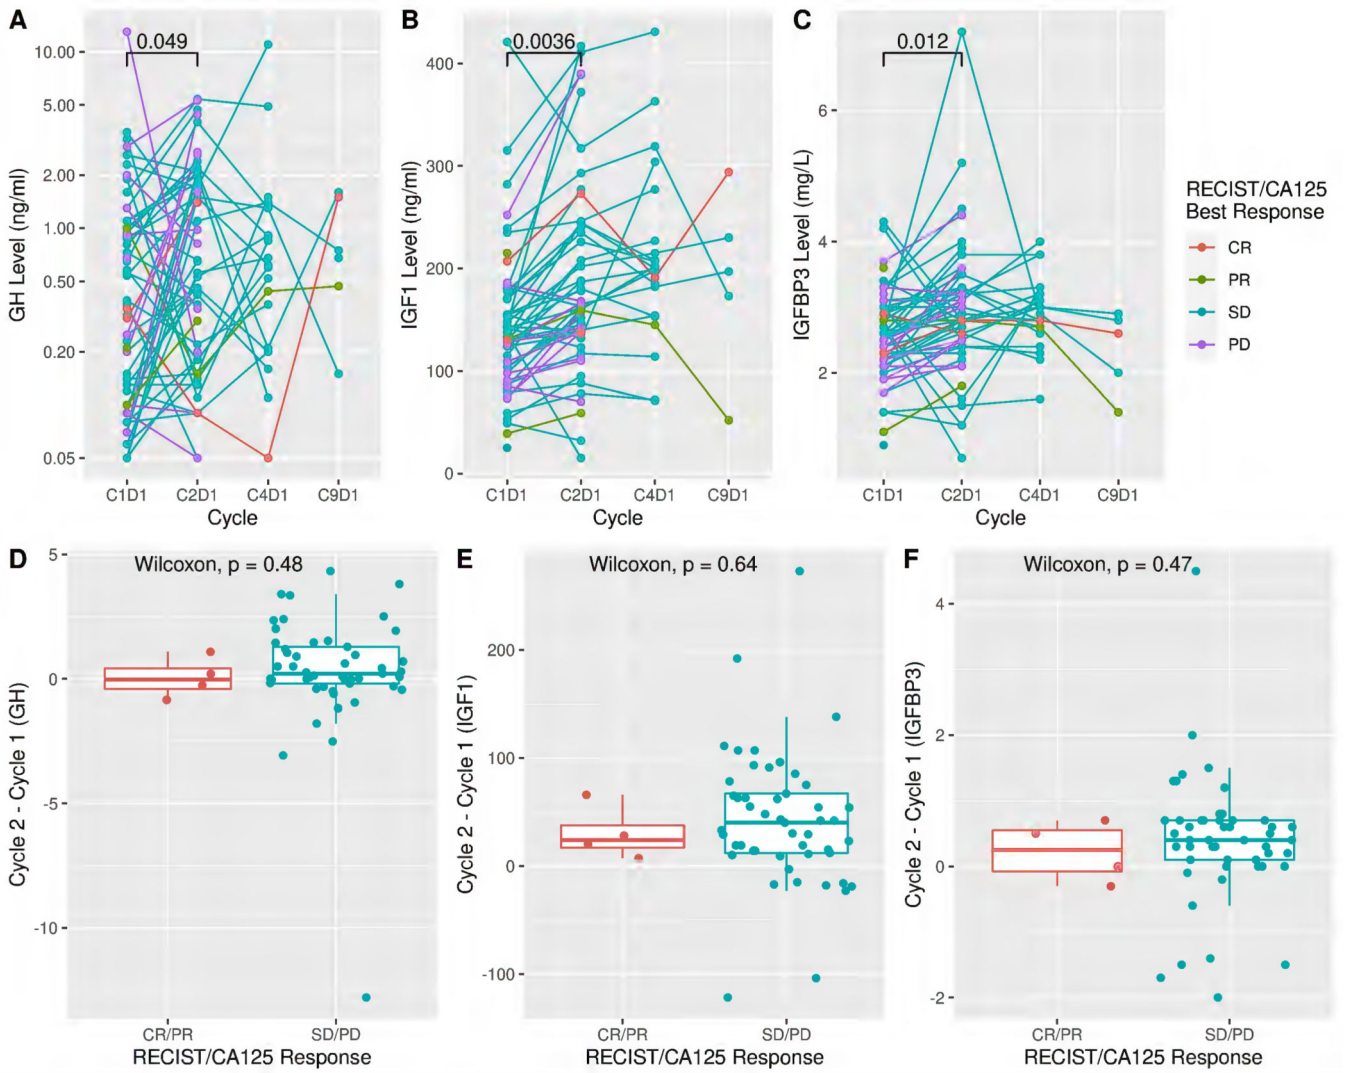 A
GH Level (ng/ml)
10.00
5.00
2.00
1.00
0.50
0.20
0.05
0.049
C1D1 C2D1 C4D1 C9D1
Cycle
B
IGF1 Level (ng/ml)
400
300
200
100
0
0.0036
C1D1 C2D1 C4D1 C9D1
Cycle
C
IGFBP3 Level (mg/L)
6
4
2
0.012
C1D1 C2D1 C4D1 C9D1
Cycle
RECIST/CA125
Best Response
CR
PR
SD
PD
D
Cycle 2 - Cycle 1 (GH)
5
0
-5
-10
Wilcoxon, p = 0.48
CR/PR SD/PD
RECIST/CA125 Response
E
Cycle 2 - Cycle 1 (IGF1)
200
100
0
-100
Wilcoxon, p = 0.64
CR/PR SD/PD
RECIST/CA125 Response
F
Cycle 2 - Cycle 1 (IGFBP3)
4
2
0
-2
Wilcoxon, p = 0.47
CR/PR SD/PD
RECIST/CA125 Response